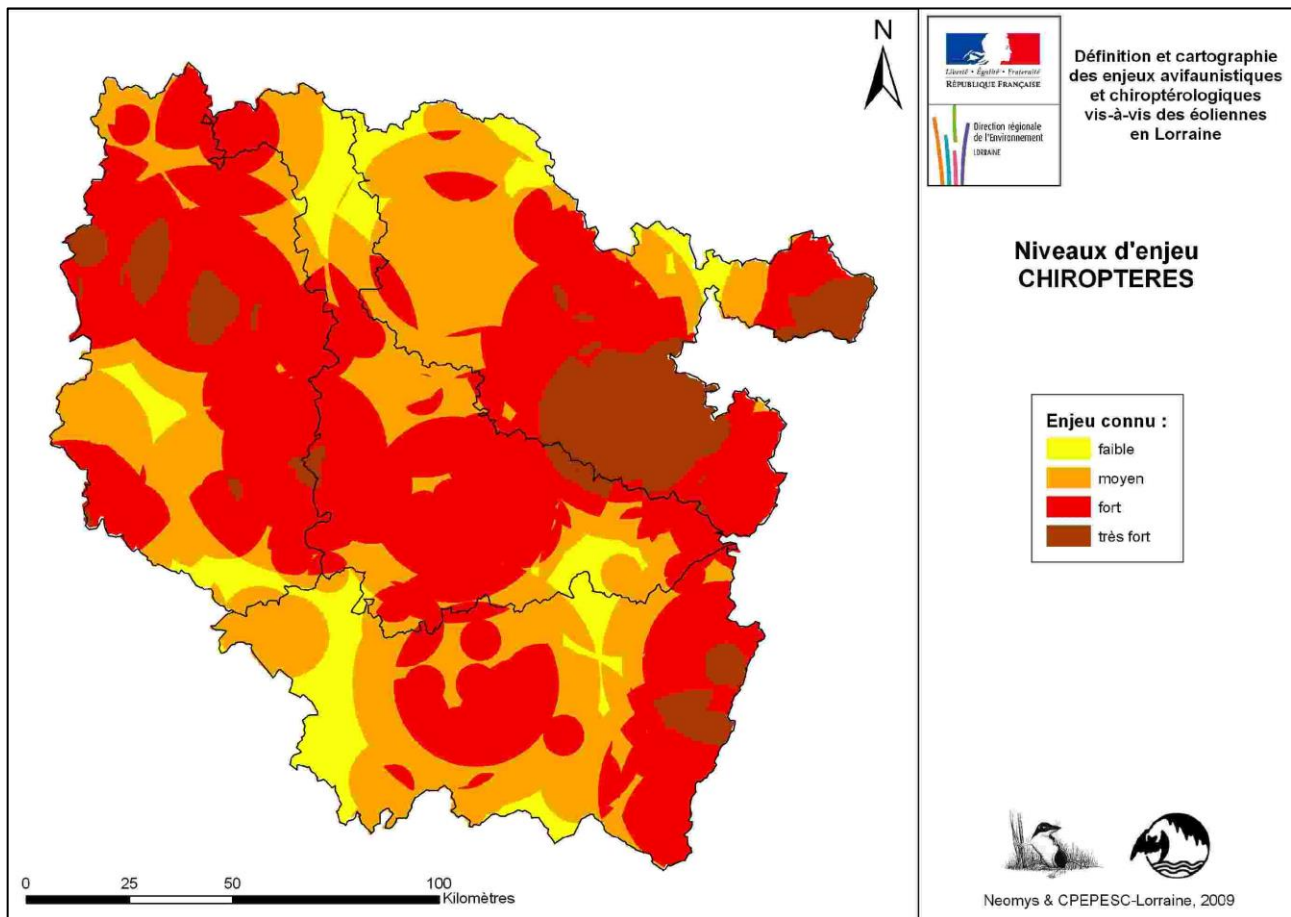 N
Liberté • Égalité • Fraternité
RÉPUBLIQUE FRANÇAISE
Direction régionale
de l'Environnement
LORRAINE
Définition et cartographie
des enjeux avifaunistiques
et chiroptérologiques
vis-à-vis des éoliennes
en Lorraine
Niveaux d'enjeu
CHIROPTERES
Enjeu connu :
faible
moyen
fort
très fort
0 25 50 100
Kilomètres
Neomys & CPEPESC-Lorraine, 2009